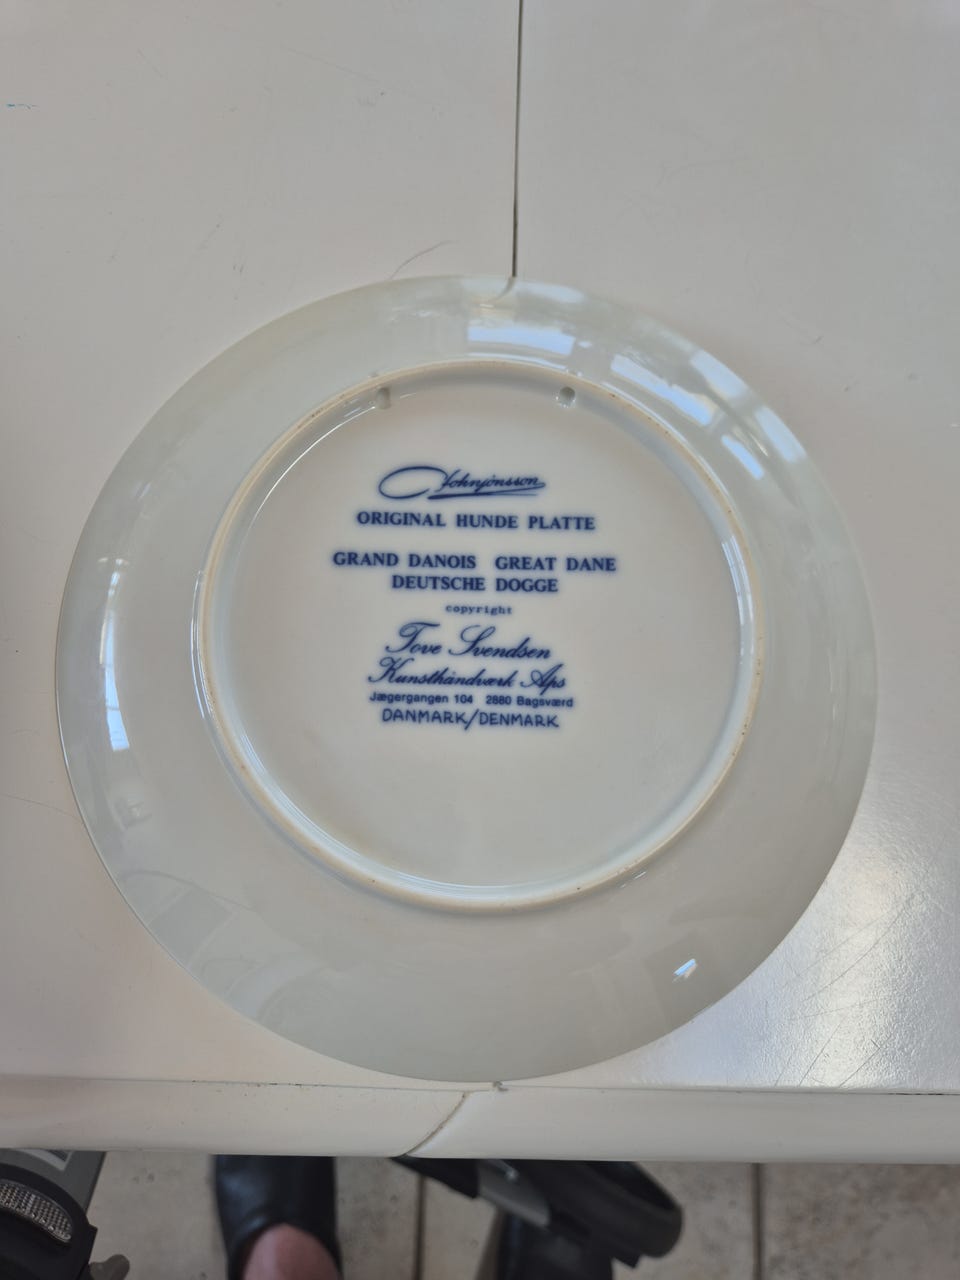 Johnjónsson
ORIGINAL HUNDE PLATTE
GRAND DANOIS GREAT DANE
DEUTSCHE DOGGE
copyright
Tove Svendsen
Kunsthåndværk Aps
Jægergangen 104 2880 Bagsværd
DANMARK/DENMARK